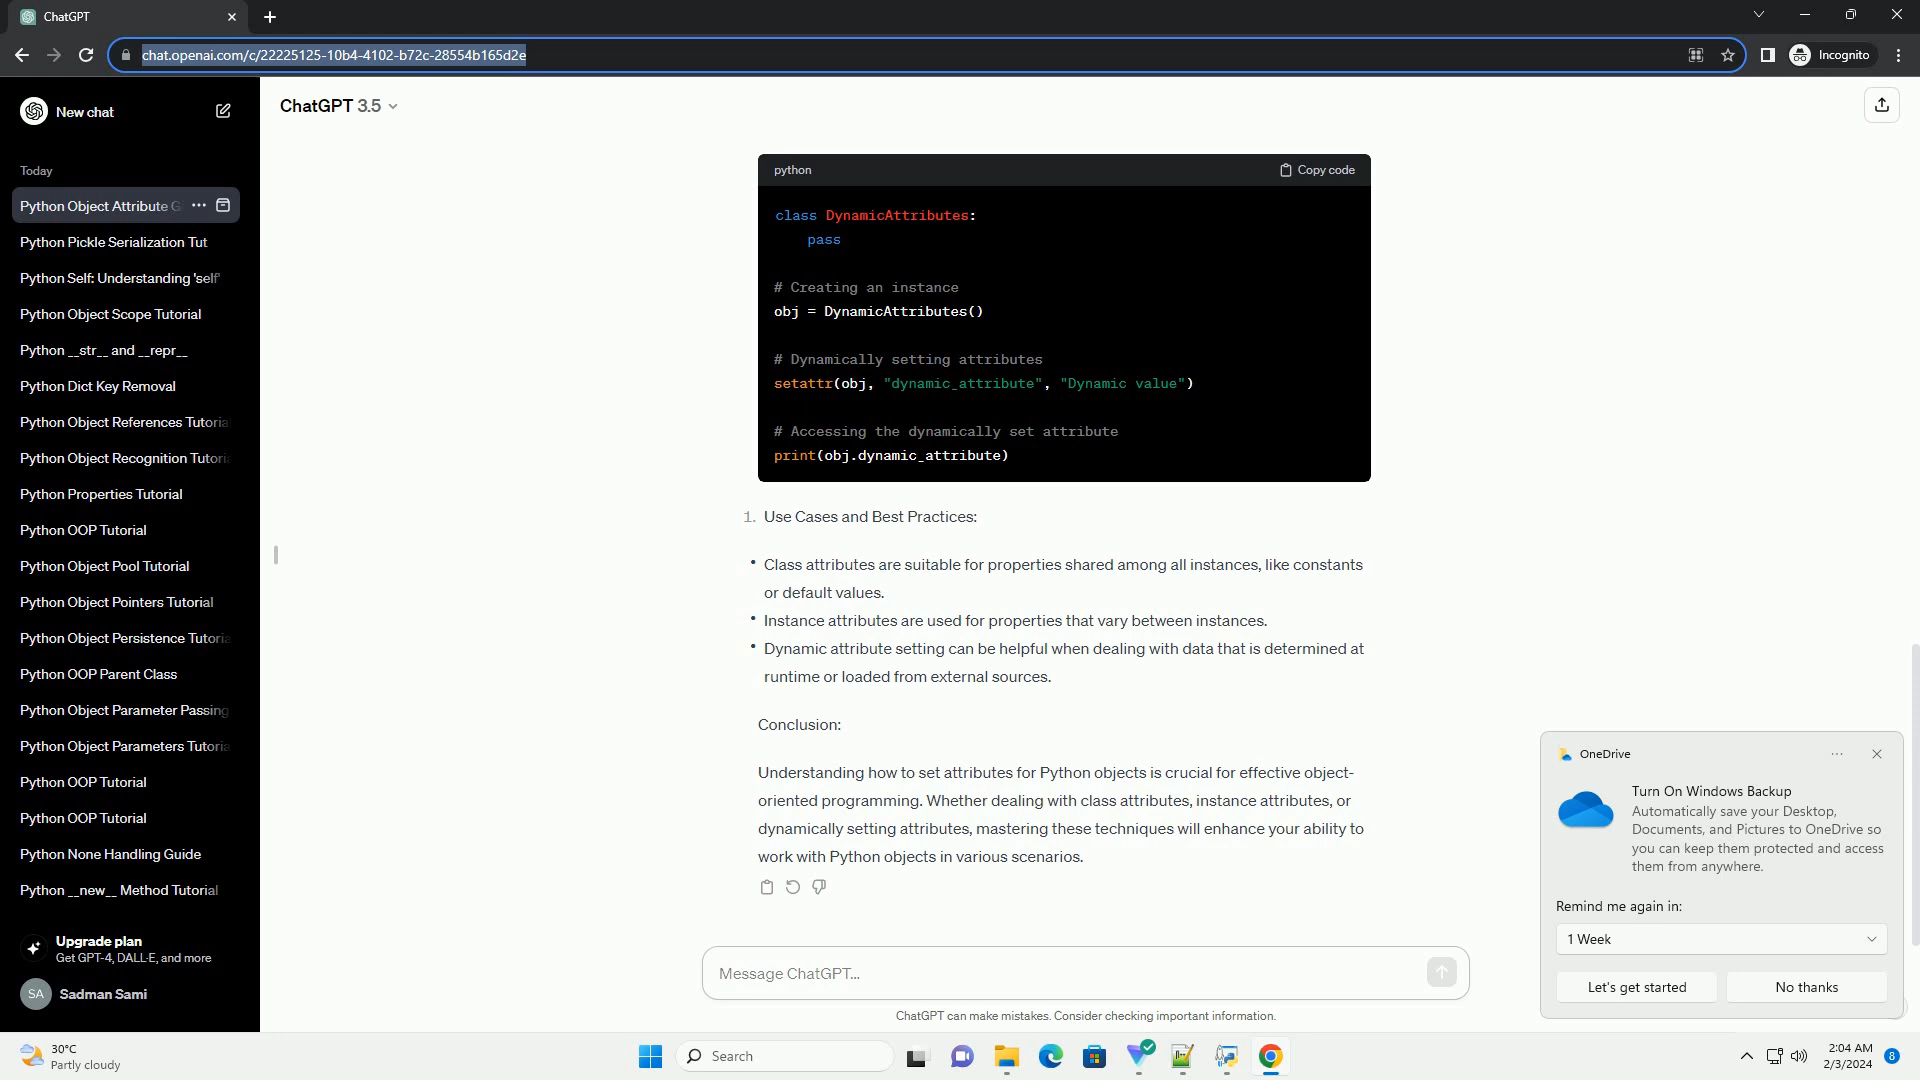 ChatGPT
chat.openai.com/c/22225125-10b4-4102-b72c-28554b165d2e
Incognito
New chat
ChatGPT 3.5
Today
Python Object Attribute G
Python Pickle Serialization Tut
Python Self: Understanding 'self'
Python Object Scope Tutorial
Python __str__ and __repr__
Python Dict Key Removal
Python Object References Tutorial
Python Object Recognition Tutori
Python Properties Tutorial
Python OOP Tutorial
Python Object Pool Tutorial
Python Object Pointers Tutorial
Python Object Persistence Tutoria
Python OOP Parent Class
Python Object Parameter Passing
Python Object Parameters Tutoria
Python OOP Tutorial
Python OOP Tutorial
Python None Handling Guide
Python __new__ Method Tutorial
Upgrade plan
Get GPT-4, DALL·E, and more
SA Sadman Sami
python
Copy code
class DynamicAttributes:
pass
# Creating an instance
obj = DynamicAttributes()
# Dynamically setting attributes
setattr(obj, "dynamic_attribute", "Dynamic value")
# Accessing the dynamically set attribute
print(obj.dynamic_attribute)
1. Use Cases and Best Practices:
• Class attributes are suitable for properties shared among all instances, like constants
or default values.
• Instance attributes are used for properties that vary between instances.
• Dynamic attribute setting can be helpful when dealing with data that is determined at
runtime or loaded from external sources.
Conclusion:
Understanding how to set attributes for Python objects is crucial for effective object-
oriented programming. Whether dealing with class attributes, instance attributes, or
dynamically setting attributes, mastering these techniques will enhance your ability to
work with Python objects in various scenarios.
Message ChatGPT...
ChatGPT can make mistakes. Consider checking important information.
OneDrive
Turn On Windows Backup
Automatically save your Desktop,
Documents, and Pictures to OneDrive so
you can keep them protected and access
them from anywhere.
Remind me again in:
1 Week
Let's get started
No thanks
30°C
Partly cloudy
Search
2:04 AM
2/3/2024
8